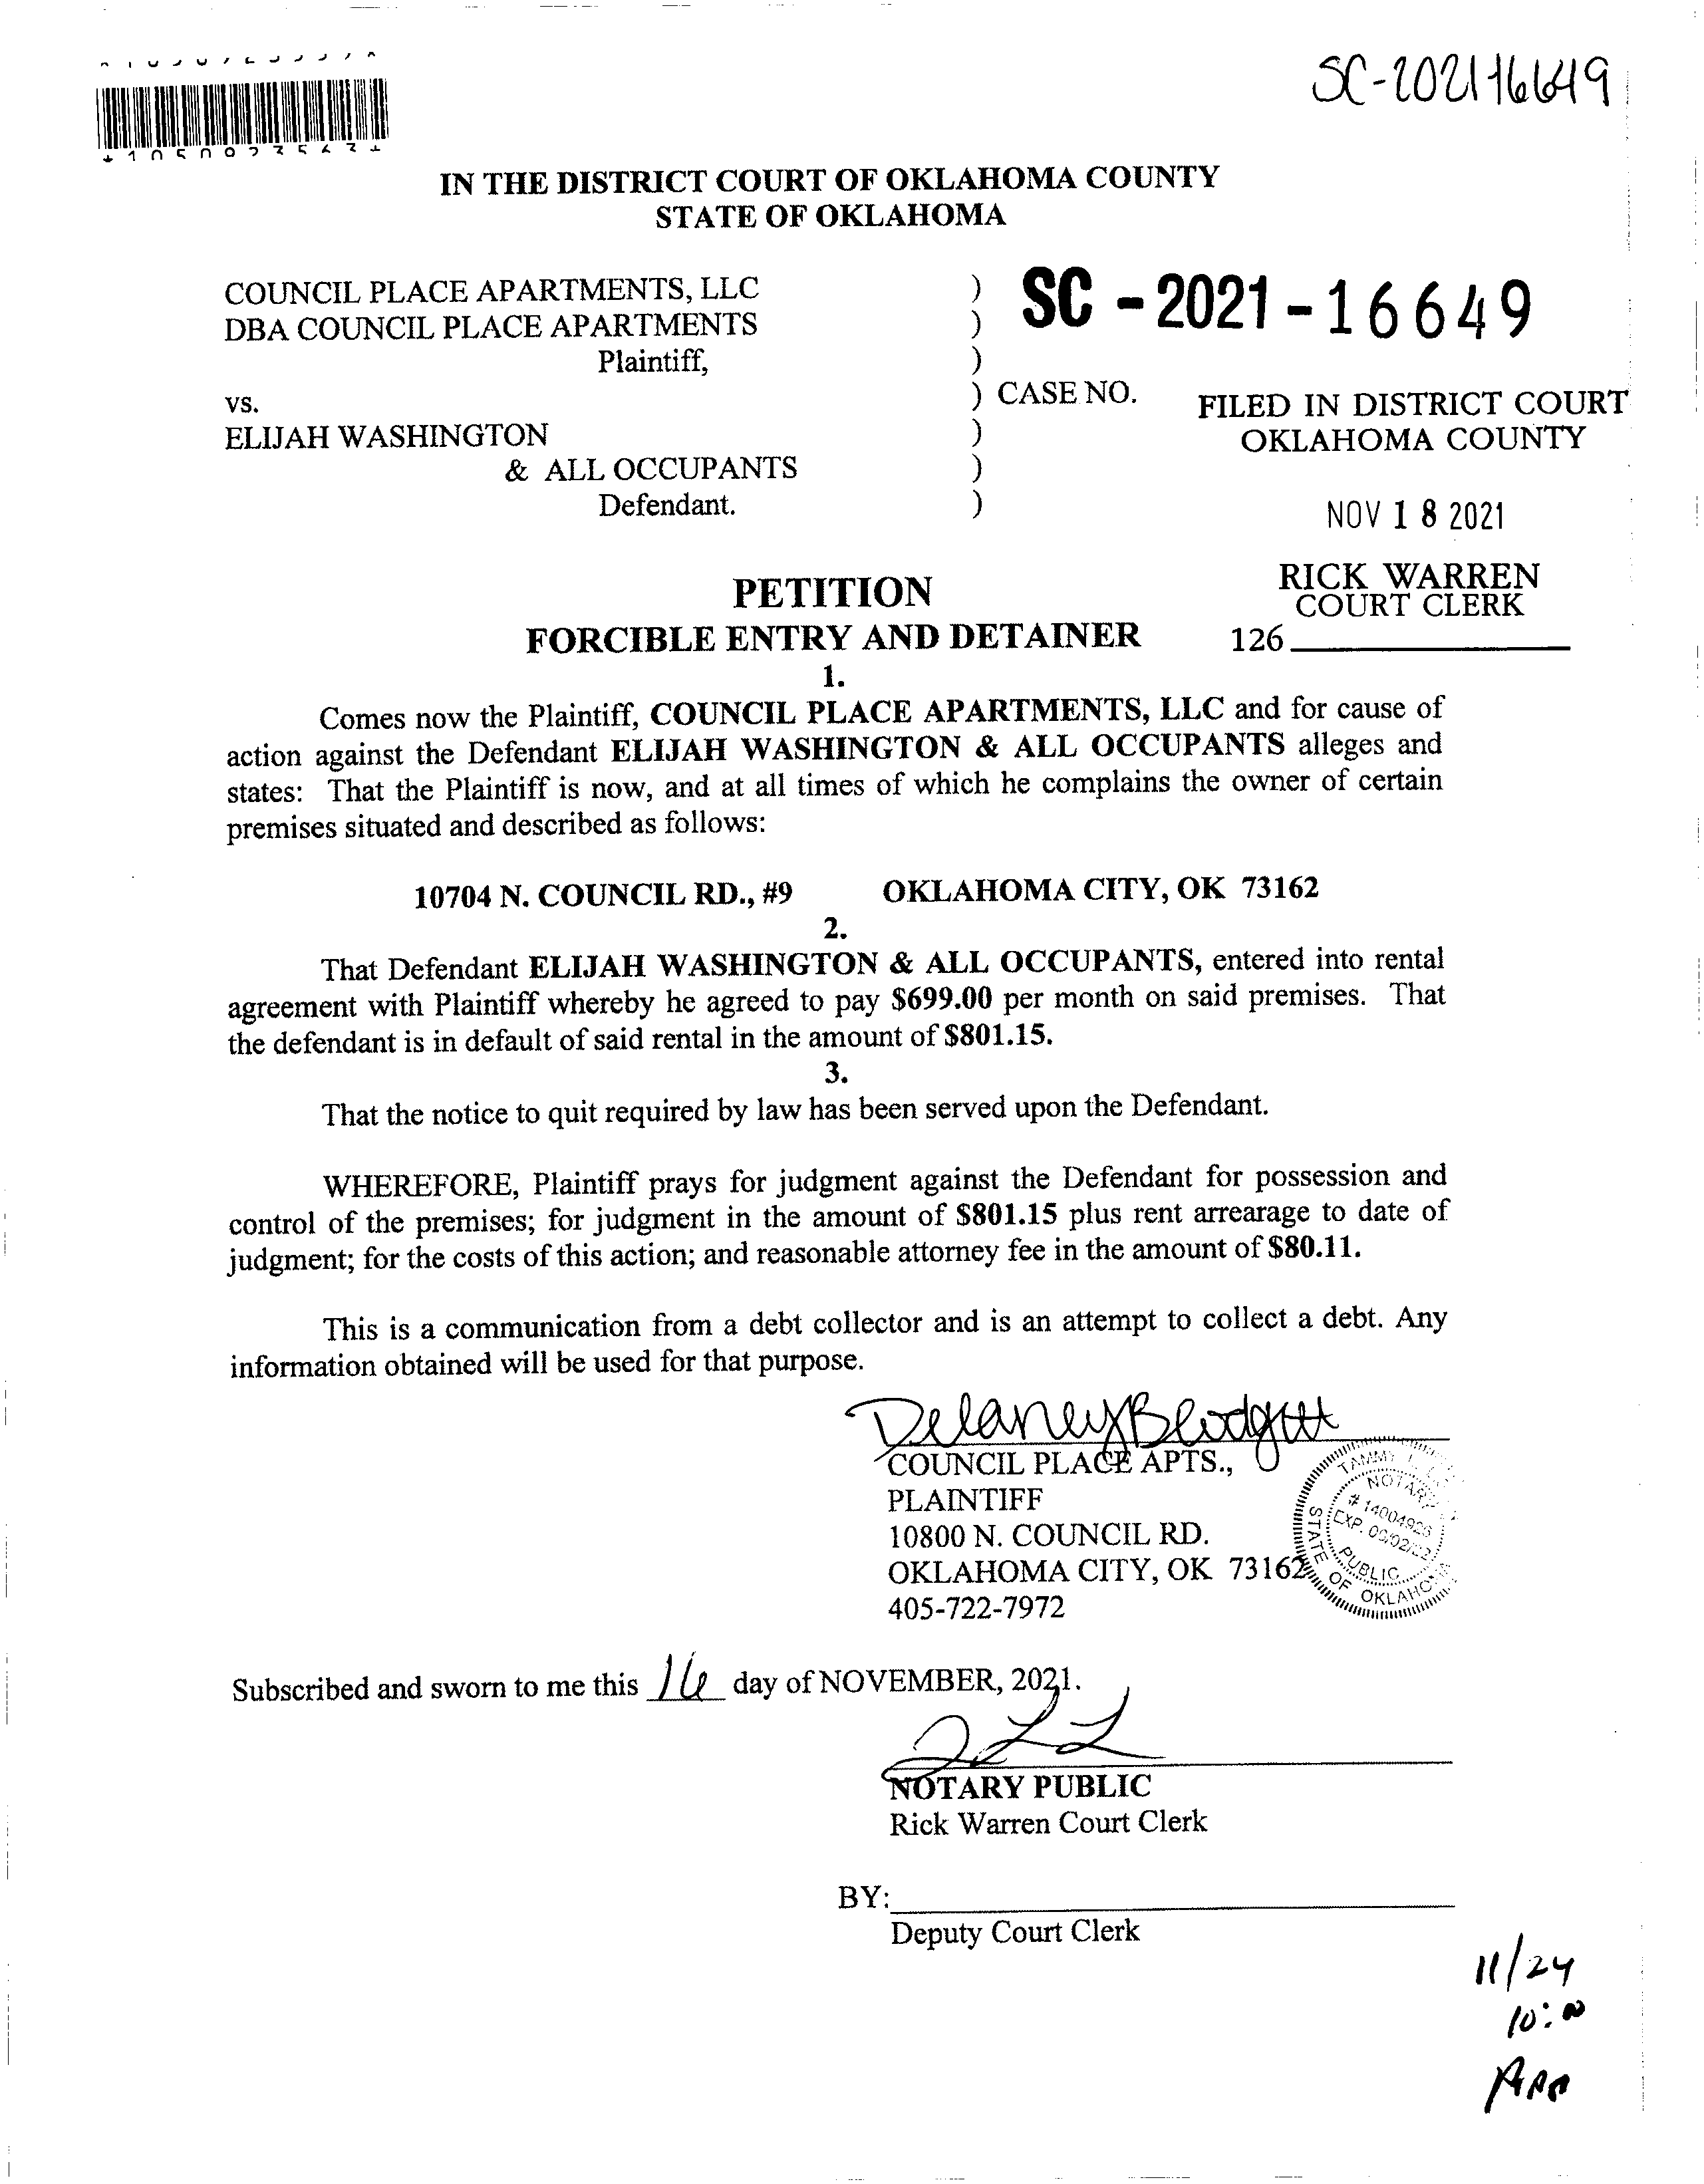 SC-202116649
IN THE DISTRICT COURT OF OKLAHOMA COUNTY
STATE OF OKLAHOMA
COUNCIL PLACE APARTMENTS, LLC )
DBA COUNCIL PLACE APARTMENTS )
Plaintiff, )
SC - 2021 - 16649
vs. ) CASE NO.
ELIJAH WASHINGTON )
& ALL OCCUPANTS )
Defendant. )
FILED IN DISTRICT COURT
OKLAHOMA COUNTY
NOV 18 2021
RICK WARREN
COURT CLERK
126
PETITION
FORCIBLE ENTRY AND DETAINER
1.
Comes now the Plaintiff, COUNCIL PLACE APARTMENTS, LLC and for cause of
action against the Defendant ELIJAH WASHINGTON & ALL OCCUPANTS alleges and
states: That the Plaintiff is now, and at all times of which he complains the owner of certain
premises situated and described as follows:
10704 N. COUNCIL RD., #9 OKLAHOMA CITY, OK 73162
2.
That Defendant ELIJAH WASHINGTON & ALL OCCUPANTS, entered into rental
agreement with Plaintiff whereby he agreed to pay $699.00 per month on said premises. That
the defendant is in default of said rental in the amount of $801.15.
3.
That the notice to quit required by law has been served upon the Defendant.
WHEREFORE, Plaintiff prays for judgment against the Defendant for possession and
control of the premises; for judgment in the amount of $801.15 plus rent arrearage to date of
judgment; for the costs of this action; and reasonable attorney fee in the amount of $80.11.
This is a communication from a debt collector and is an attempt to collect a debt. Any
information obtained will be used for that purpose.
Delaney Blodgett
COUNCIL PLACE APTS.,
PLAINTIFF
10800 N. COUNCIL RD.
OKLAHOMA CITY, OK 73162
405-722-7972
TAMMY
NOTARY
# 14004926
EXP.
PUBLIC
STATE OF
Subscribed and sworn to me this 16 day of NOVEMBER, 2021.
NOTARY PUBLIC
Rick Warren Court Clerk
BY:
Deputy Court Clerk
11/24
10:00